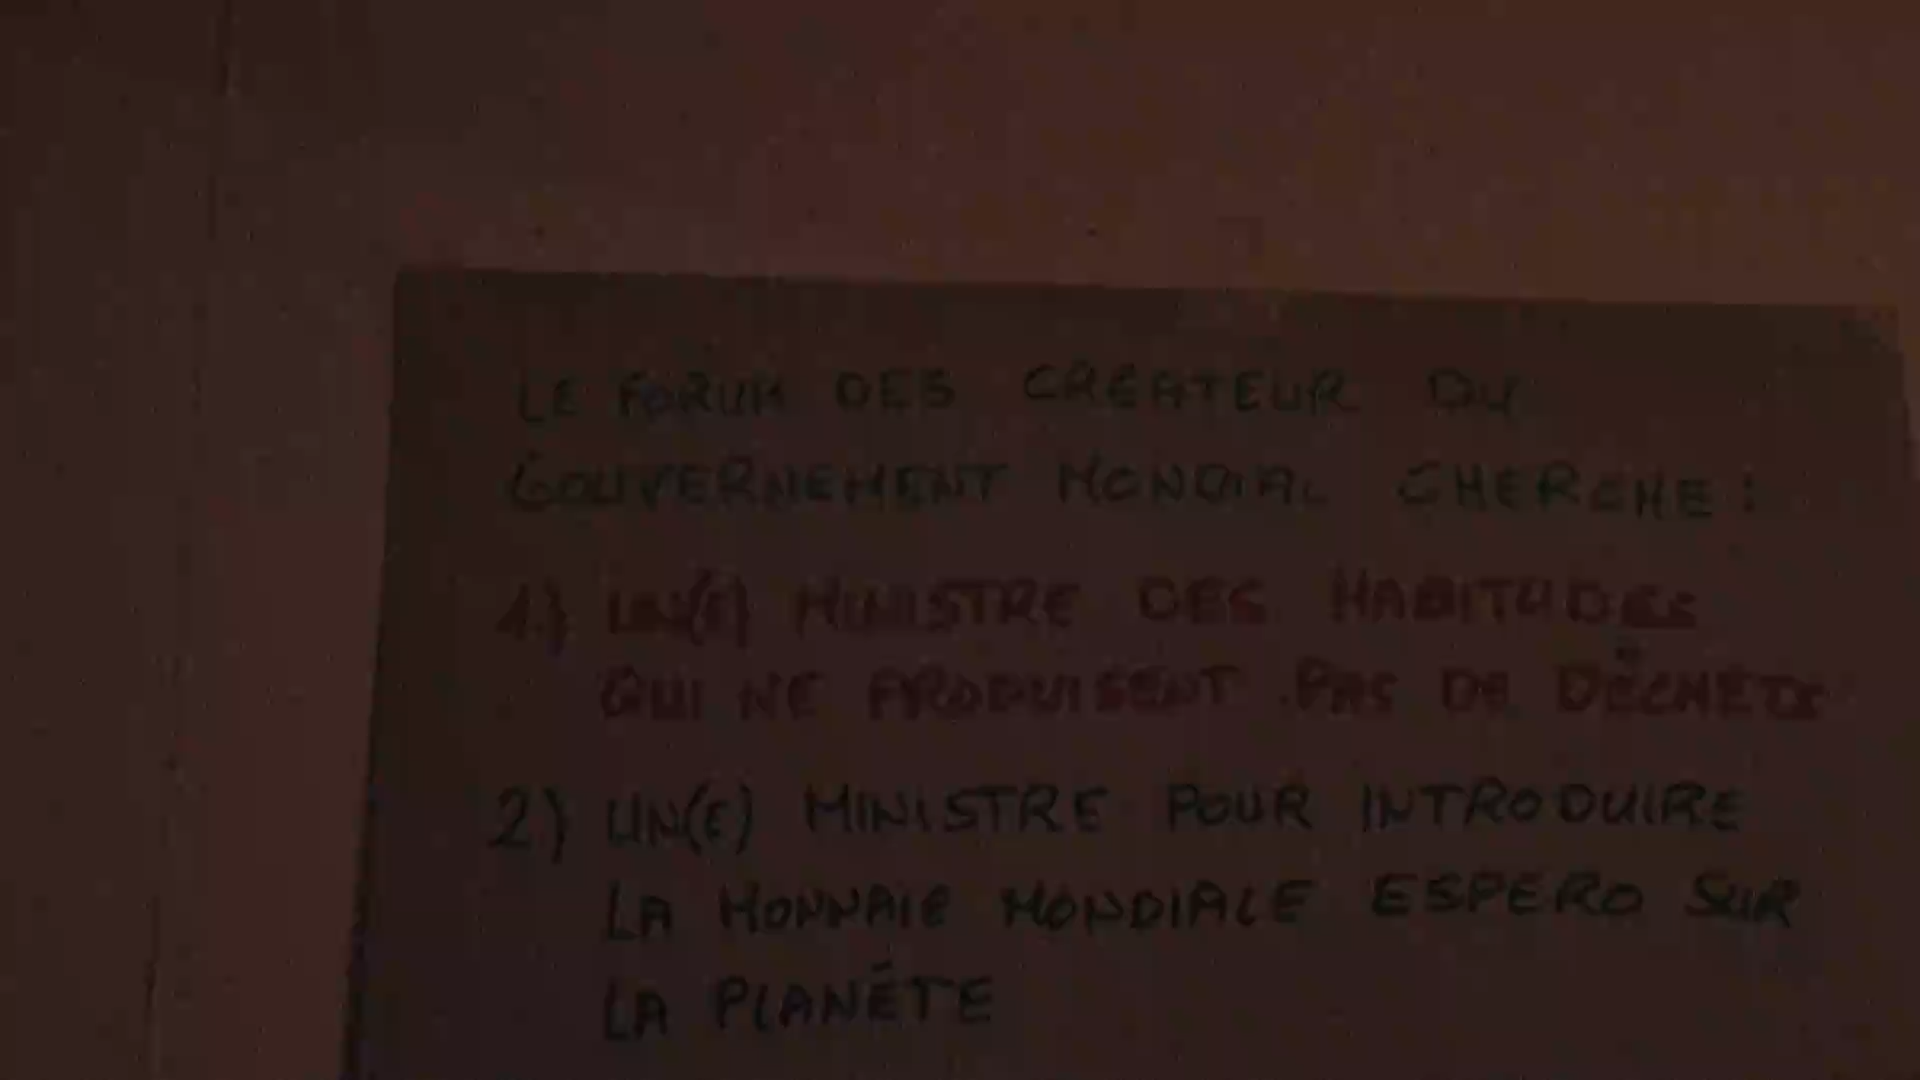 LE FORUM DES CREATEUR DU
GOUVERNEMENT MONDIAL CHERCHE :
1.) UN(E) MINISTRE DES HABITUDES
QUI NE PRODUISENT PAS DE DÉCHETS
2) UN(E) MINISTRE POUR INTRODUIRE
LA MONNAIE MONDIALE ESPERO SUR
LA PLANÉTE